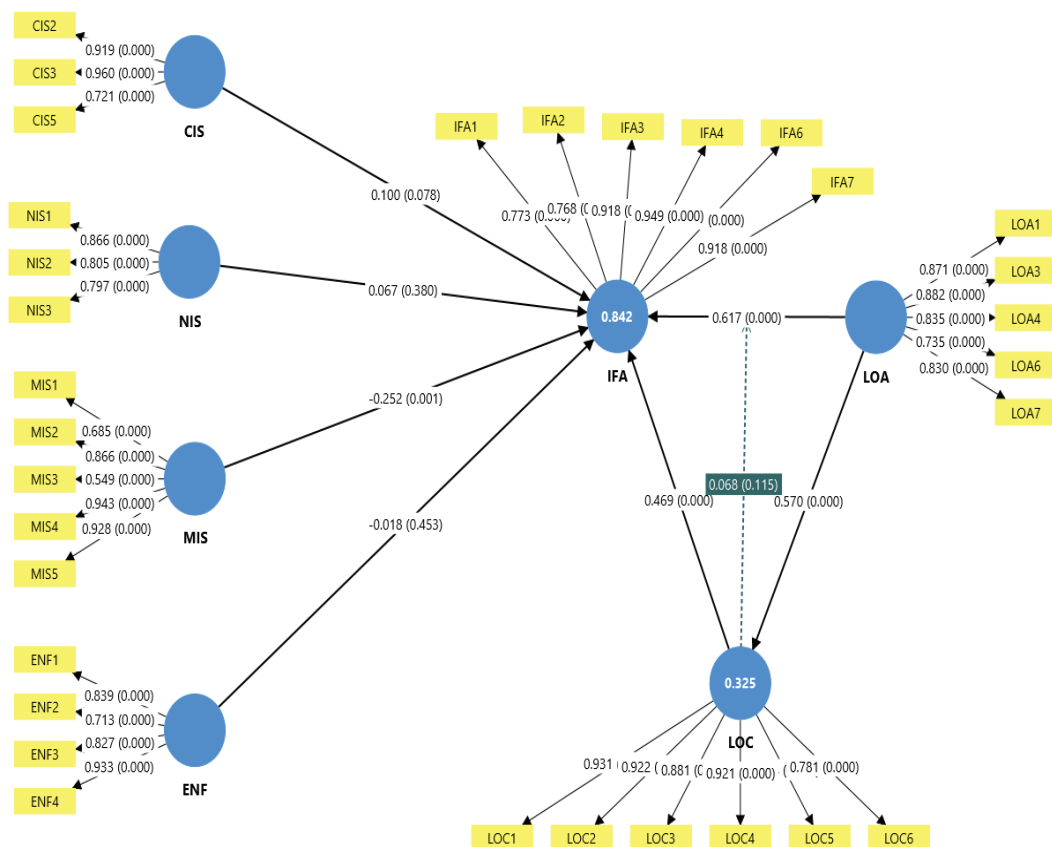 CIS2
CIS3
CIS5
0.919 (0.000)
0.960 (0.000)
0.721 (0.000)
CIS
NIS1
NIS2
NIS3
0.866 (0.000)
0.805 (0.000)
0.797 (0.000)
NIS
MIS1
MIS2
MIS3
MIS4
MIS5
0.685 (0.000)
0.866 (0.000)
0.549 (0.000)
0.943 (0.000)
0.928 (0.000)
MIS
ENF1
ENF2
ENF3
ENF4
0.839 (0.000)
0.713 (0.000)
0.827 (0.000)
0.933 (0.000)
ENF
0.100 (0.078)
0.067 (0.380)
-0.252 (0.001)
-0.018 (0.453)
IFA1
IFA2
IFA3
IFA4
IFA6
IFA7
0.773
0.768
0.918
0.949 (0.000)
(0.000)
0.918 (0.000)
0.842
IFA
0.617 (0.000)
LOA
LOA1
LOA3
LOA4
LOA6
LOA7
0.871 (0.000)
0.882 (0.000)
0.835 (0.000)
0.735 (0.000)
0.830 (0.000)
0.469 (0.000)
0.068 (0.115)
0.570 (0.000)
0.325
LOC
0.931
0.922
0.881
0.921 (0.000)
0.781 (0.000)
LOC1
LOC2
LOC3
LOC4
LOC5
LOC6